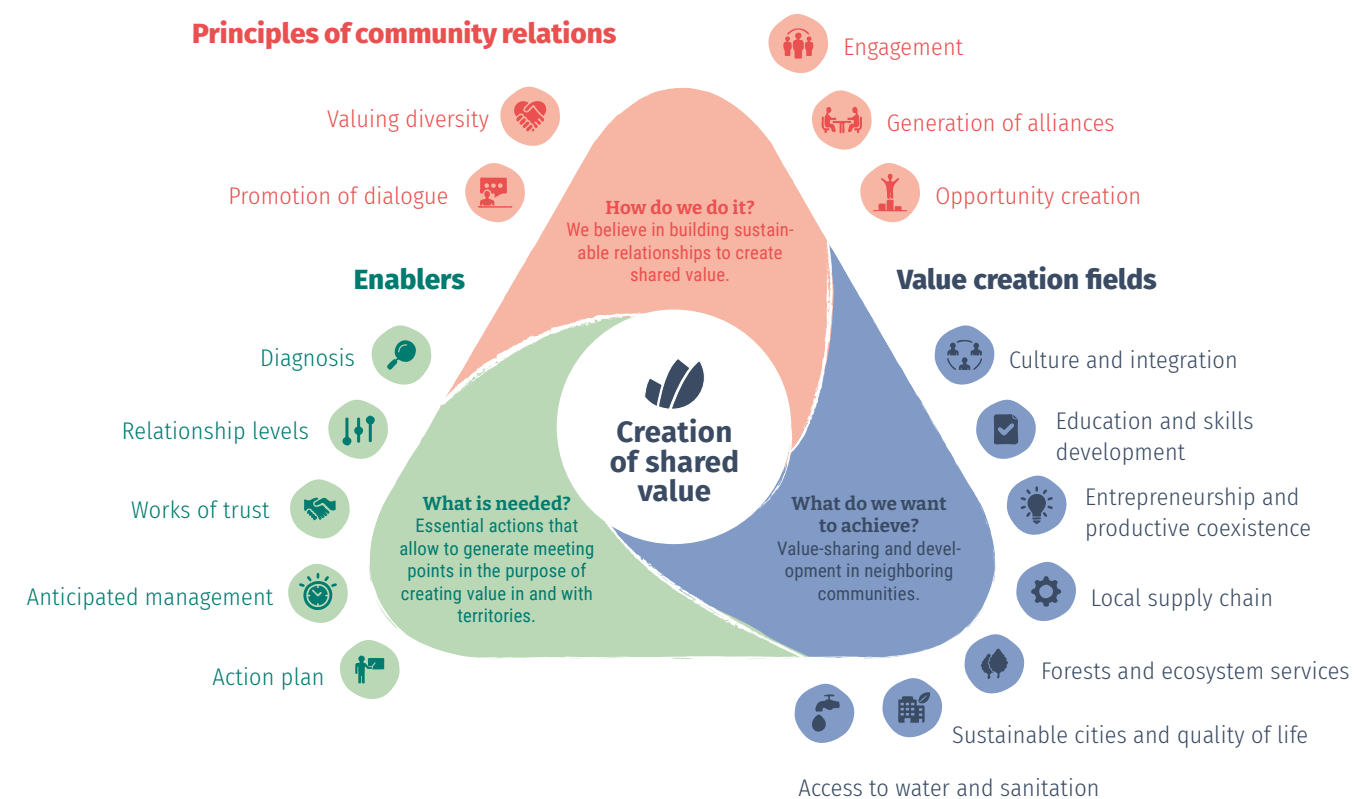 Principles of community relations
Valuing diversity
Promotion of dialogue
Engagement
Generation of alliances
Opportunity creation
How do we do it?
We believe in building sustain-
able relationships to create
shared value.
Enablers
Diagnosis
Relationship levels
Works of trust
Anticipated management
Action plan
What is needed?
Essential actions that
allow to generate meeting
points in the purpose of
creating value in and with
territories.
Creation
of shared
value
Value creation fields
What do we want
to achieve?
Value-sharing and devel-
opment in neighboring
communities.
Culture and integration
Education and skills
development
Entrepreneurship and
productive coexistence
Local supply chain
Forests and ecosystem services
Sustainable cities and quality of life
Access to water and sanitation